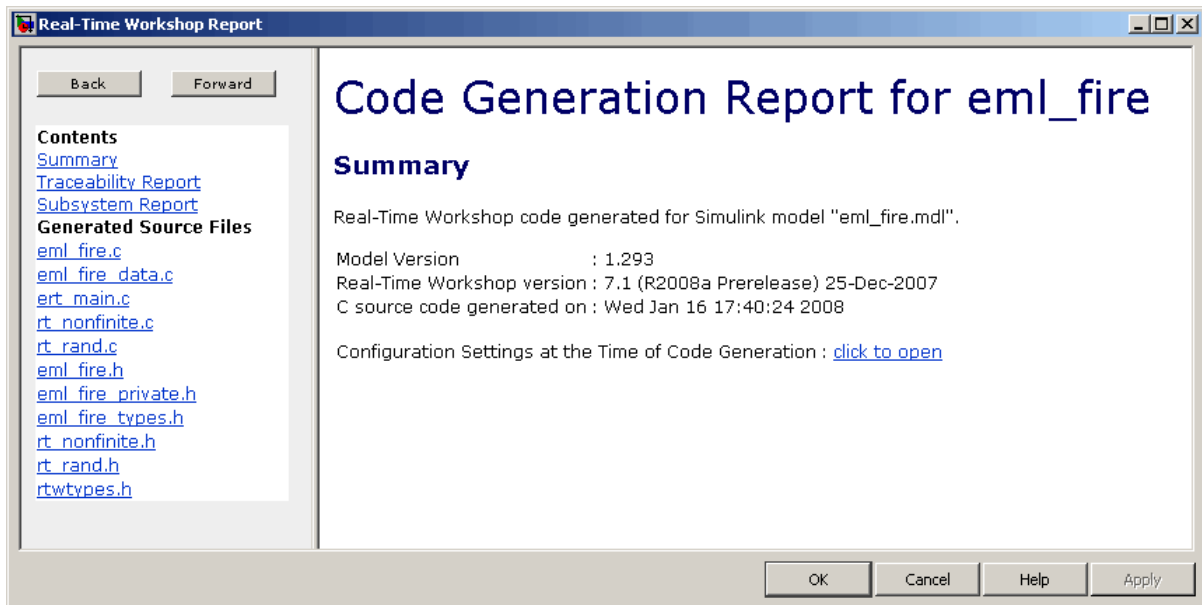 Real-Time Workshop Report
Back Forward
Contents
Summary
Traceability Report
Subsystem Report
Generated Source Files
eml_fire.c
eml_fire_data.c
ert_main.c
rt_nonfinite.c
rt_rand.c
eml_fire.h
eml_fire_private.h
eml_fire_types.h
rt_nonfinite.h
rt_rand.h
rtwtypes.h
Code Generation Report for eml_fire
Summary
Real-Time Workshop code generated for Simulink model "eml_fire.mdl".
Model Version : 1.293
Real-Time Workshop version : 7.1 (R2008a Prerelease) 25-Dec-2007
C source code generated on : Wed Jan 16 17:40:24 2008
Configuration Settings at the Time of Code Generation : click to open
OK Cancel Help Apply